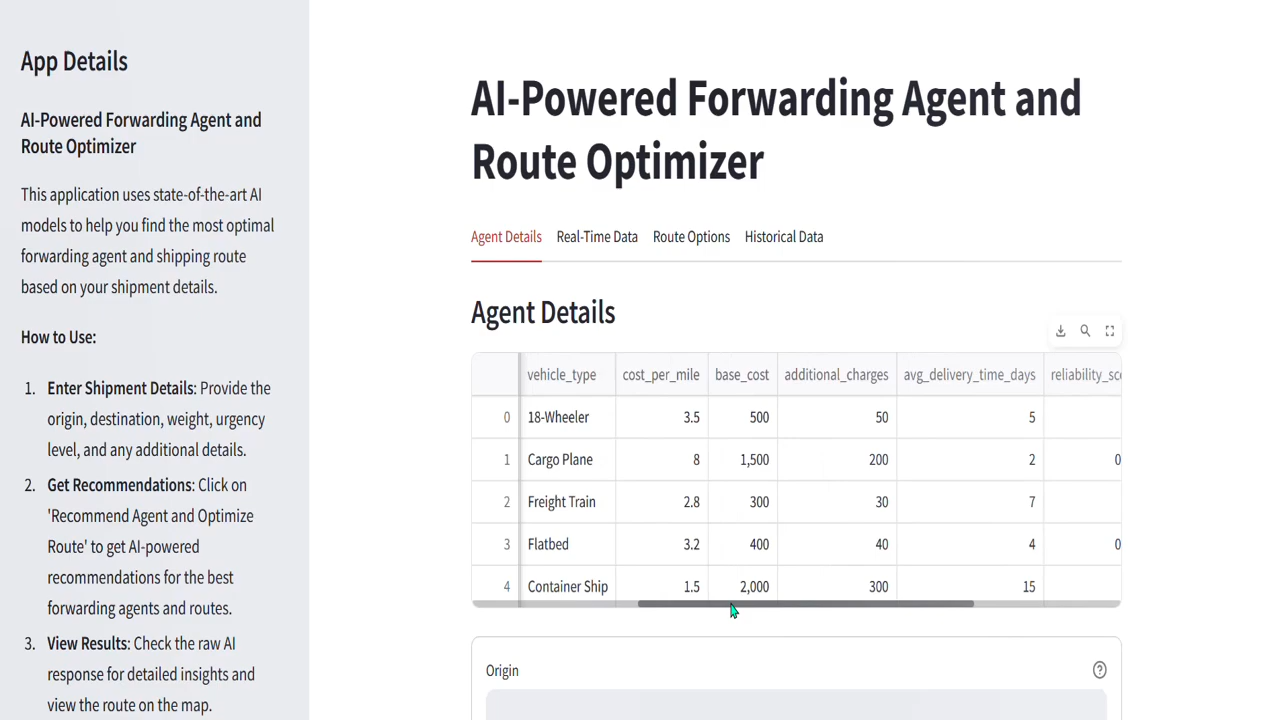 App Details
AI-Powered Forwarding Agent and
Route Optimizer
This application uses state-of-the-art AI
models to help you find the most optimal
forwarding agent and shipping route
based on your shipment details.
How to Use:
1. Enter Shipment Details: Provide the
origin, destination, weight, urgency
level, and any additional details.
2. Get Recommendations: Click on
'Recommend Agent and Optimize
Route' to get AI-powered
recommendations for the best
forwarding agents and routes.
3. View Results: Check the raw AI
response for detailed insights and
view the route on the map.
AI-Powered Forwarding Agent and
Route Optimizer
Agent Details Real-Time Data Route Options Historical Data
Agent Details
vehicle_type cost_per_mile base_cost additional_charges avg_delivery_time_days reliability_sc
0 18-Wheeler 3.5 500 50 5
1 Cargo Plane 8 1,500 200 2 0
2 Freight Train 2.8 300 30 7
3 Flatbed 3.2 400 40 4 0
4 Container Ship 1.5 2,000 300 15
Origin